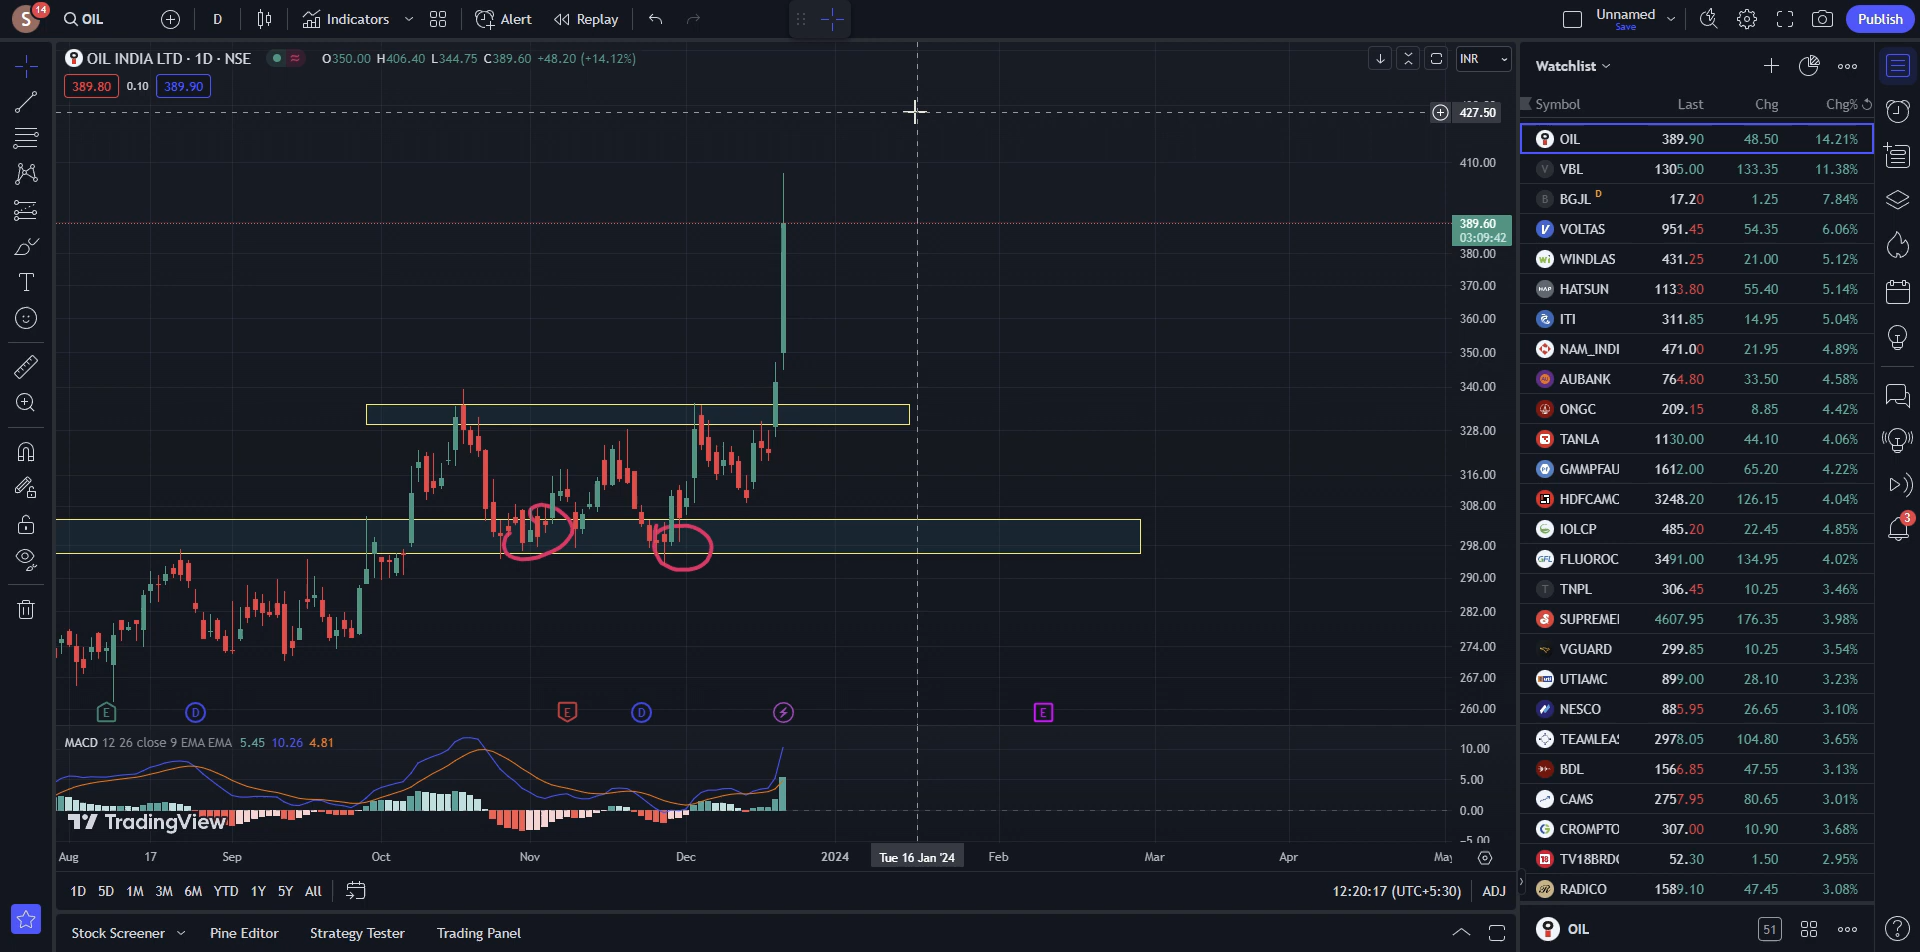 S 14 OIL D Indicators Alert Replay Unnamed Save Publish
OIL INDIA LTD · 1D · NSE O350.00 H406.40 L344.75 C389.60 +48.20 (+14.12%) INR
389.80 0.10 389.90
427.50
410.00
389.60
03:09:42
380.00
370.00
360.00
350.00
340.00
328.00
316.00
308.00
298.00
290.00
282.00
274.00
267.00
260.00
E D E D E
MACD 12 26 close 9 EMA EMA 5.45 10.26 4.81
10.00
5.00
0.00
-5.00
TradingView
Aug 17 Sep Oct Nov Dec 2024 Tue 16 Jan '24 Feb Mar Apr May
1D 5D 1M 3M 6M YTD 1Y 5Y All 12:20:17 (UTC+5:30) ADJ
Stock Screener Pine Editor Strategy Tester Trading Panel
Watchlist
Symbol Last Chg Chg%
OIL 389.90 48.50 14.21%
V VBL 1305.00 133.35 11.38%
B BGJL D 17.20 1.25 7.84%
VOLTAS 951.45 54.35 6.06%
WINDLAS 431.25 21.00 5.12%
HATSUN 1133.80 55.40 5.14%
ITI 311.85 14.95 5.04%
NAM_INDI 471.00 21.95 4.89%
AUBANK 764.80 33.50 4.58%
ONGC 209.15 8.85 4.42%
TANLA 1130.00 44.10 4.06%
GMMPFAU 1612.00 65.20 4.22%
HDFCAMC 3248.20 126.15 4.04%
IOLCP 485.20 22.45 4.85%
GFL FLUOROC 3491.00 134.95 4.02%
T TNPL 306.45 10.25 3.46%
SUPREME 4607.95 176.35 3.98%
VGUARD 299.85 10.25 3.54%
UTIAMC 899.00 28.10 3.23%
NESCO 885.95 26.65 3.10%
TEAMLEAS 2978.05 104.80 3.65%
BDL 1566.85 47.55 3.13%
CAMS 2757.95 80.65 3.01%
CROMPTO 307.00 10.90 3.68%
18 TV18BRD 52.30 1.50 2.95%
RADICO 1589.10 47.45 3.08%
OIL 51
3